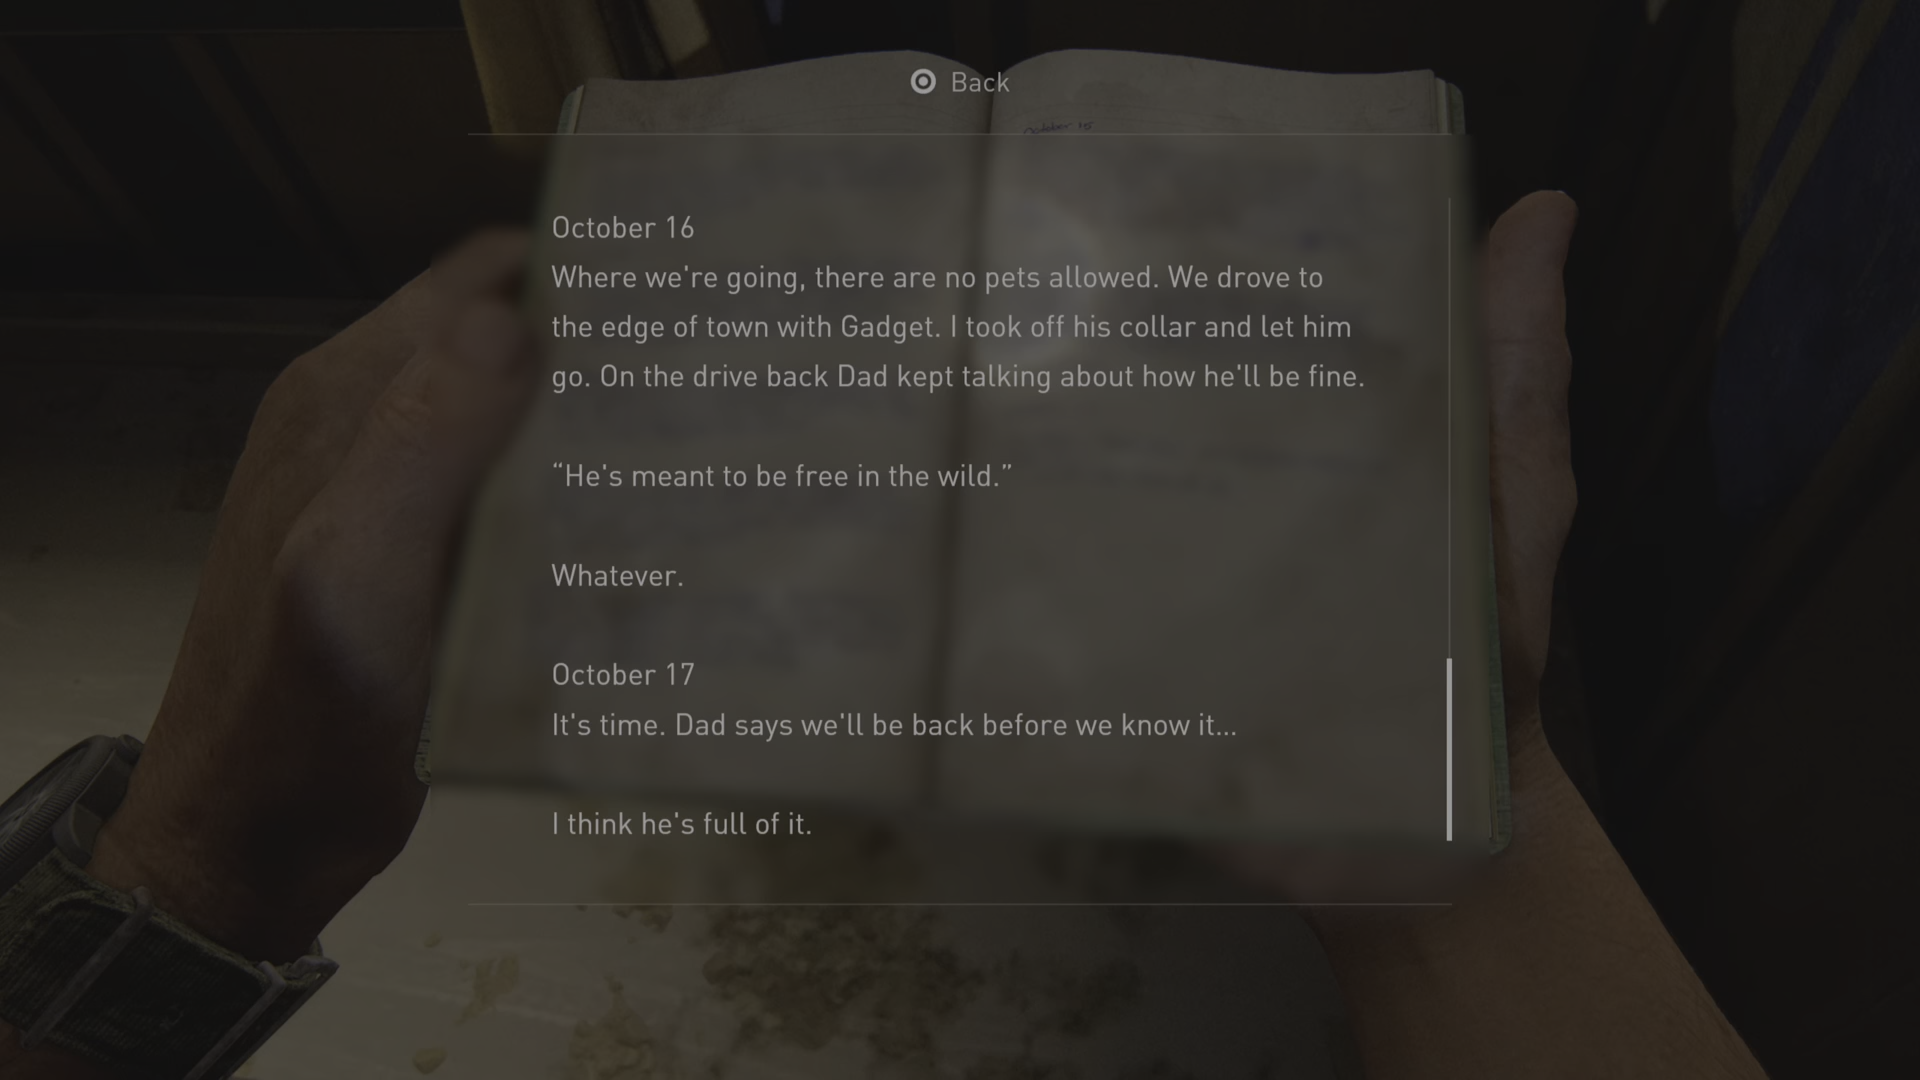 Back
october 15
October 16
Where we're going, there are no pets allowed. We drove to
the edge of town with Gadget. I took off his collar and let him
go. On the drive back Dad kept talking about how he'll be fine.
“He's meant to be free in the wild.”
Whatever.
October 17
It's time. Dad says we'll be back before we know it...
I think he's full of it.